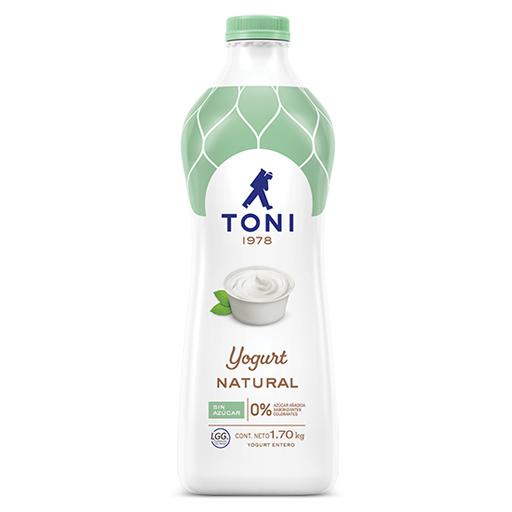 TONI
1978
Yogurt
NATURAL
SIN AZÚCAR
0% AZÚCAR AÑADIDA
SABORIZANTES
COLORANTES
LGG.
CONT. NETO 1.70 kg
YOGURT ENTERO